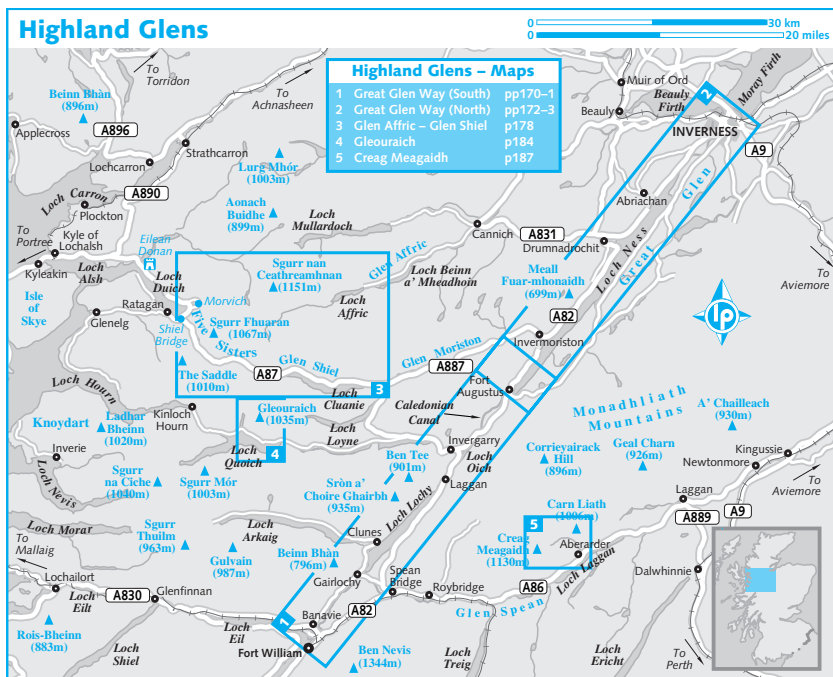 Highland Glens
0 30 km
0 20 miles
Highland Glens – Maps
1 Great Glen Way (South) pp170–1
2 Great Glen Way (North) pp172–3
3 Glen Affric – Glen Shiel p178
4 Gleouraich p184
5 Creag Meagaidh p187
To
Torridon
Beinn Bhàn
(896m)
To
Achnasheen
Applecross
A896
Strathcarron
Lochcarron
Lurg Mhór
(1003m)
A890
Loch Carron
Plockton
Aonach
Buidhe
(899m)
Loch
Mullardoch
To
Portree
Kyle of
Lochalsh
Eilean
Donan
Kyleakin
Loch
Alsh
Loch
Duich
Isle
of
Skye
Muir of Ord
Beauly
Firth
Moray Firth
Beauly
2
INVERNESS
A9
Glen
Abriachan
Cannich
A831
Drumnadrochit
Loch Ness
Great
Glen Affric
Loch Beinn
a' Mheadhoin
Meall
Fuar-mhonaidh
(699m)
To
Aviemore
lp
Sgurr nan
Ceathreamhnan
(1151m)
Loch
Affric
Morvich
Ratagan
Glenelg
Shiel
Bridge
Five
Sisters
Sgurr Fhuaran
(1067m)
Glen Shiel
The Saddle
(1010m)
A87
3
Glen Moriston
A887
A82
Invermoriston
Loch Hourn
Kinloch
Hourn
Gleouraich
(1035m)
Loch
Cluanie
Loch
Loyne
Caledonian
Canal
Fort
Augustus
Monadhliath
Mountains
A' Chailleach
(930m)
Knoydart
Ladhar
Bheinn
(1020m)
Inverie
Loch Nevis
Sgurr
na Ciche
(1040m)
Sgurr Mór
(1003m)
Loch
Quoich
4
Ben Tee
(901m)
Invergarry
Loch
Oich
Laggan
Sròn a'
Choire Ghairbh
(935m)
Corrieyairack
Hill
(896m)
Geal Charn
(926m)
Kingussie
Newtonmore
To
Aviemore
Laggan
A9
A889
Loch Morar
To
Mallaig
Sgurr
Thuilm
(963m)
Loch
Arkaig
Gulvain
(987m)
Clunes
Loch Lochy
Beinn Bhàn
(796m)
Gairlochy
Spean
Bridge
Roybridge
5
Carn Liath
(1006m)
Creag
Meagaidh
(1130m)
Aberarder
Loch Laggan
A86
Glen Spean
Dalwhinnie
Lochailort
Loch
Eilt
A830
Glenfinnan
Rois-Bheinn
(883m)
Loch
Shiel
Loch
Eil
1
Banavie
A82
Fort William
Ben Nevis
(1344m)
Loch
Treig
Loch
Ericht
To
Perth